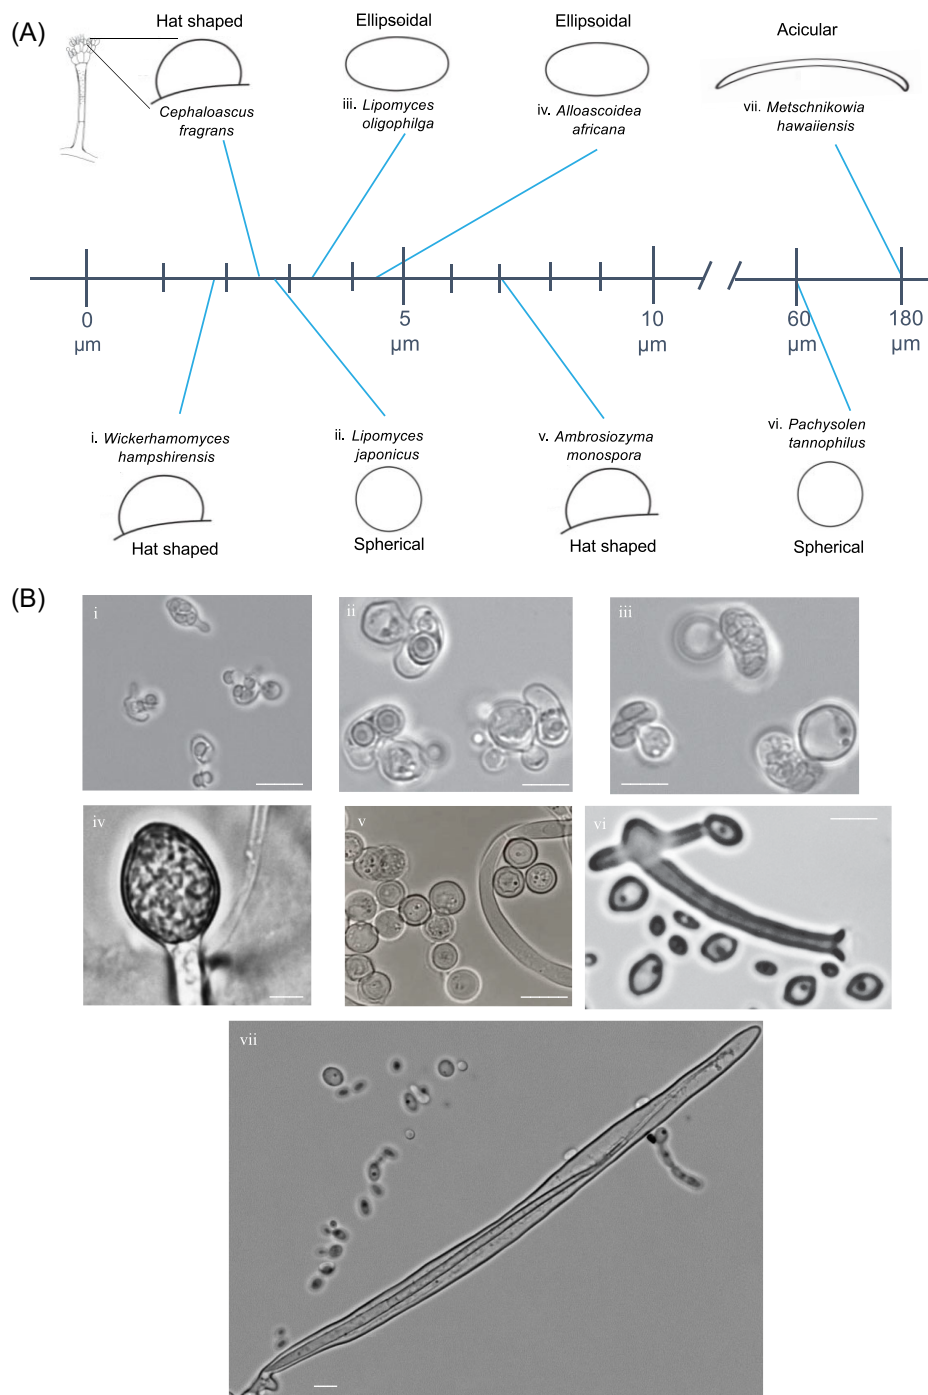 (A)
Hat shaped
Ellipsoidal
Ellipsoidal
Acicular
Cephaloascus
fragrans
iii. Lipomyces
oligophilga
iv. Alloascoidea
africana
vii. Metschnikowia
hawaiiensis
0
µm
5
µm
10
µm
60
µm
180
µm
i. Wickerhamomyces
hampshirensis
ii. Lipomyces
japonicus
v. Ambrosiozyma
monospora
vi. Pachysolen
tannophilus
Hat shaped
Spherical
Hat shaped
Spherical
(B)
i
ii
iii
iv
v
vi
vii